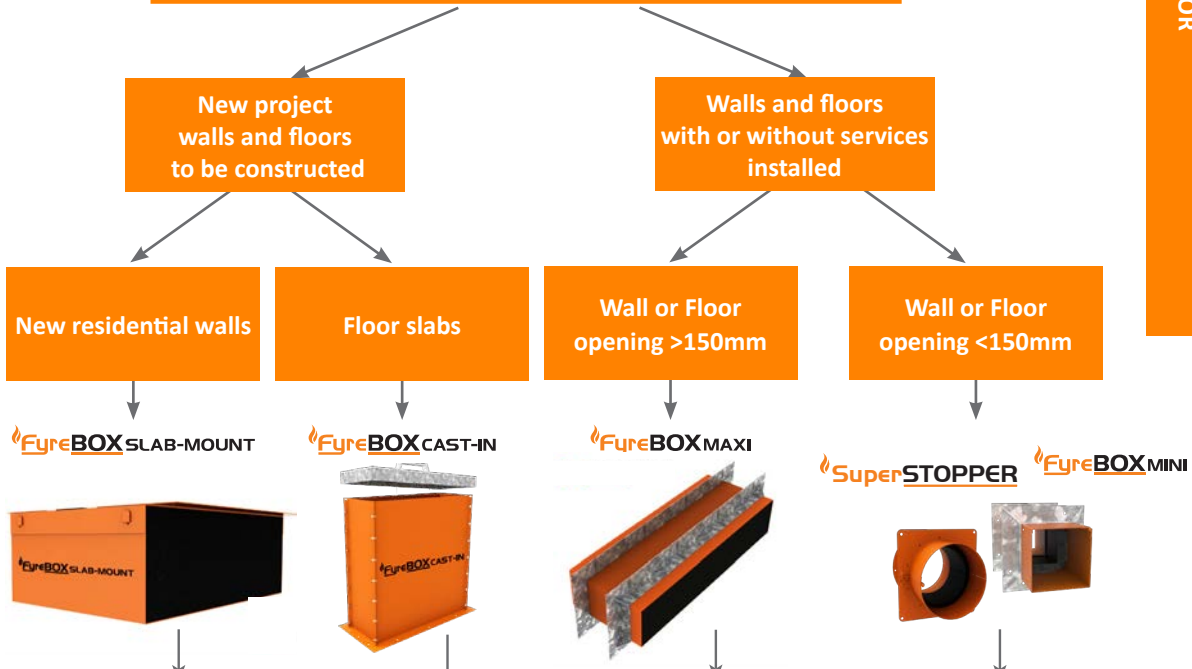 OR
New project
walls and floors
to be constructed
Walls and floors
with or without services
installed
New residential walls
Floor slabs
Wall or Floor
opening >150mm
Wall or Floor
opening <150mm
FyreBOX SLAB-MOUNT
FyreBOX CAST-IN
FyreBOX MAXI
SuperSTOPPER
FyreBOX MINI
FyreBOX SLAB-MOUNT
FyreBOX CAST-IN